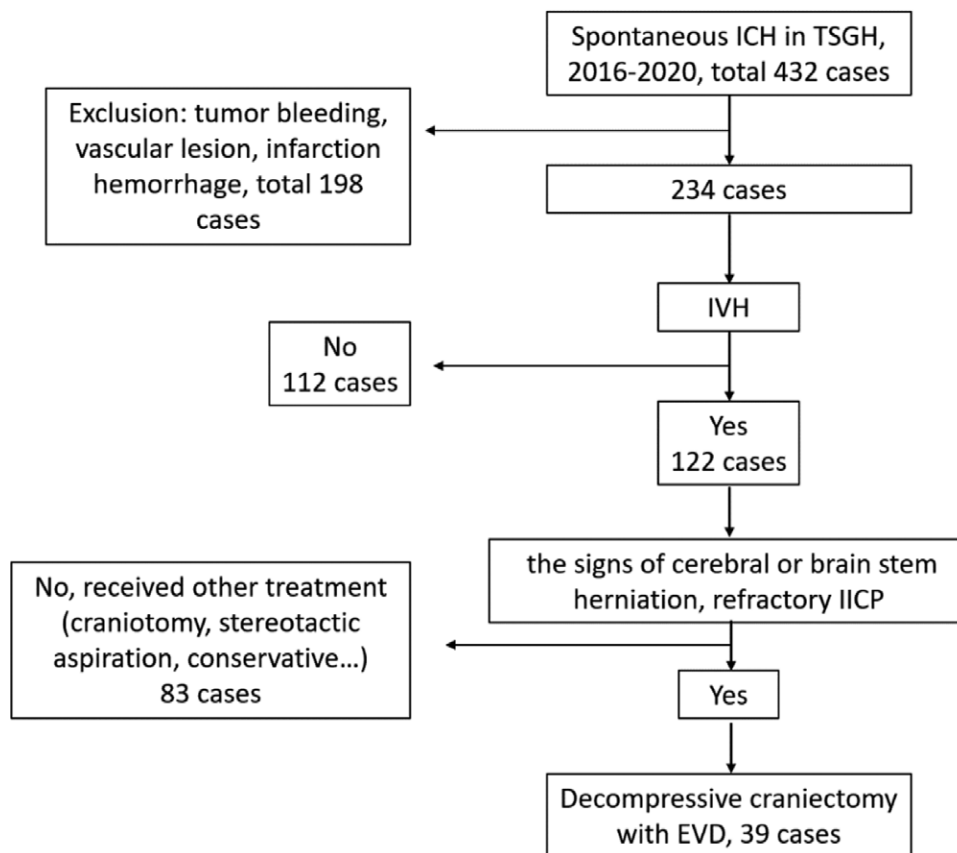 Spontaneous ICH in TSGH,
2016-2020, total 432 cases
Exclusion: tumor bleeding,
vascular lesion, infarction
hemorrhage, total 198
cases
234 cases
IVH
No
112 cases
Yes
122 cases
the signs of cerebral or brain stem
herniation, refractory IICP
No, received other treatment
(craniotomy, stereotactic
aspiration, conservative...)
83 cases
Yes
Decompressive craniectomy
with EVD, 39 cases